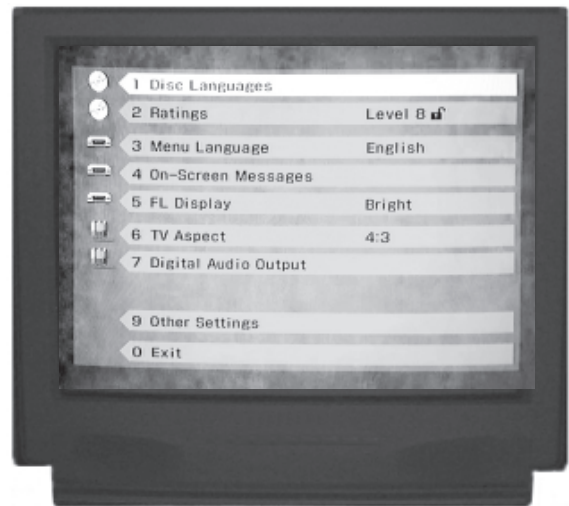 1 Disc Languages
2 Ratings Level 8
3 Menu Language English
4 On-Screen Messages
5 FL Display Bright
6 TV Aspect 4:3
7 Digital Audio Output
9 Other Settings
0 Exit